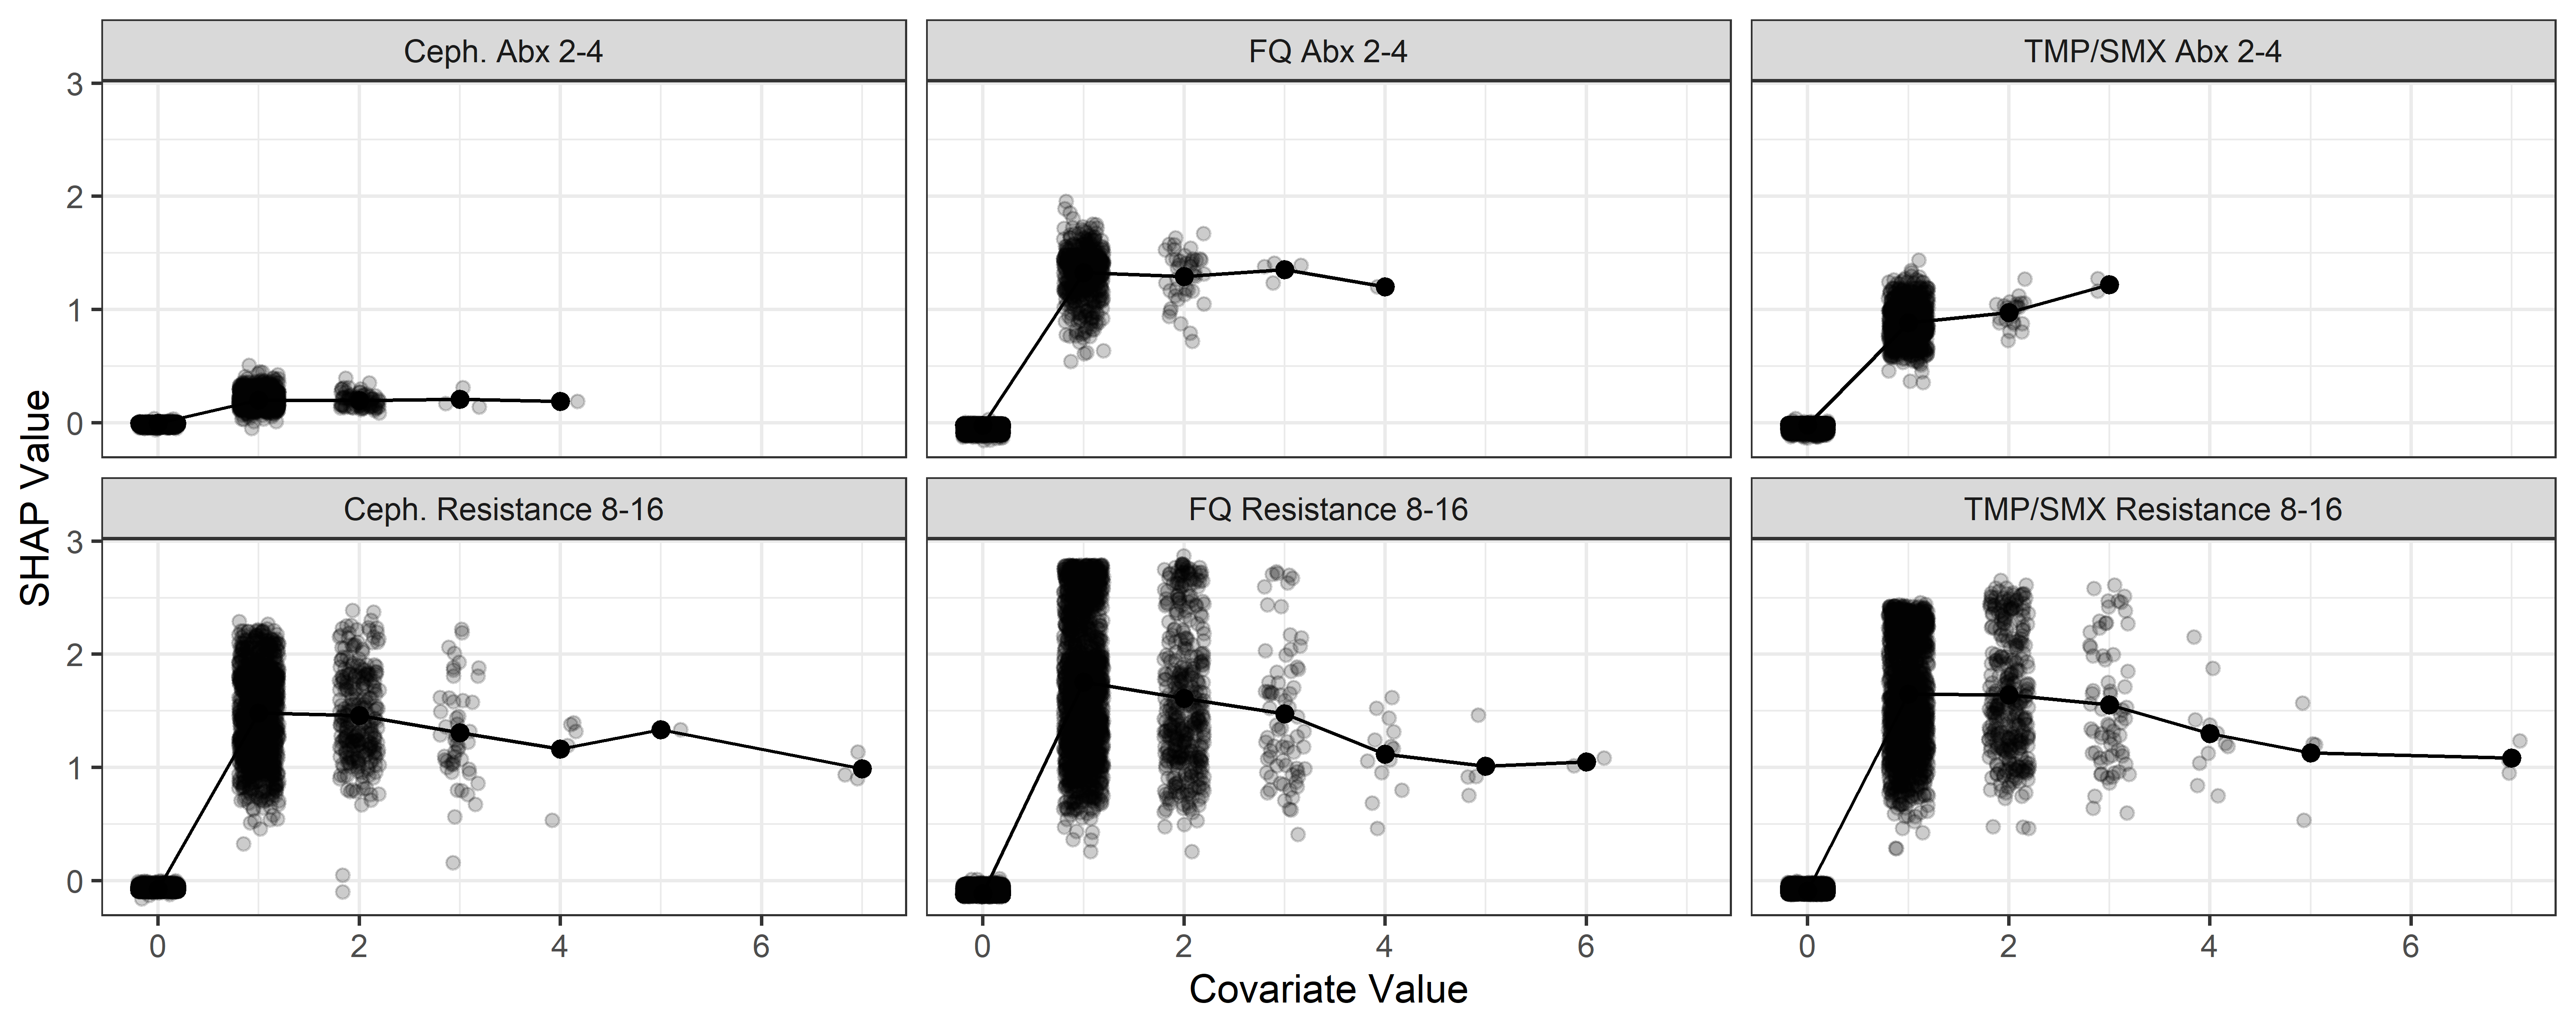 Ceph. Abx 2-4 FQ Abx 2-4 TMP/SMX Abx 2-4
3
2
1
0
Ceph. Resistance 8-16 FQ Resistance 8-16 TMP/SMX Resistance 8-16
3
2
1
0
SHAP Value
0 2 4 6 0 2 4 6 0 2 4 6
Covariate Value